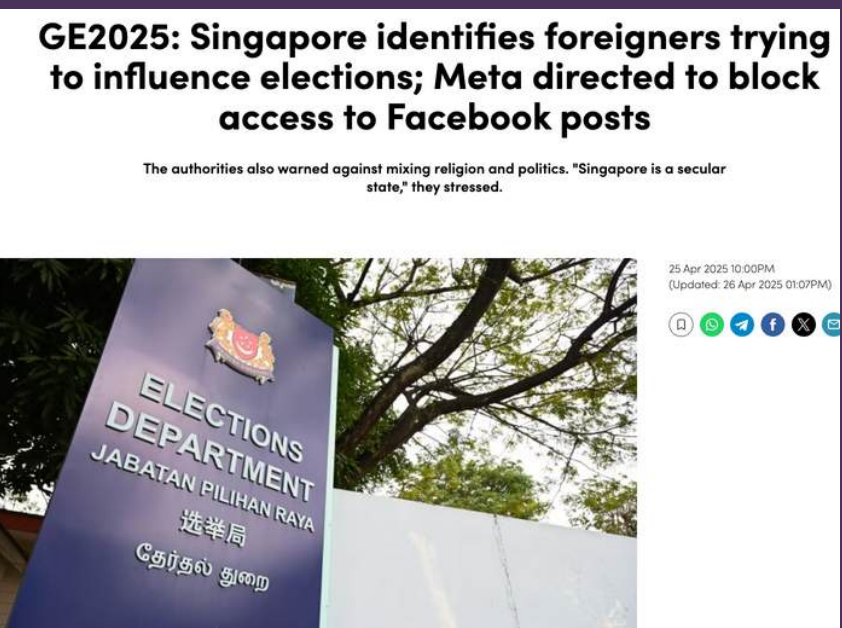 GE2025: Singapore identifies foreigners trying
to influence elections; Meta directed to block
access to Facebook posts
The authorities also warned against mixing religion and politics. "Singapore is a secular
state," they stressed.
25 Apr 2025 10:00PM
(Updated: 26 Apr 2025 01:07PM)
ELECTIONS
DEPARTMENT
JABATAN PILIHAN RAYA
选举局
தேர்தல் துறை